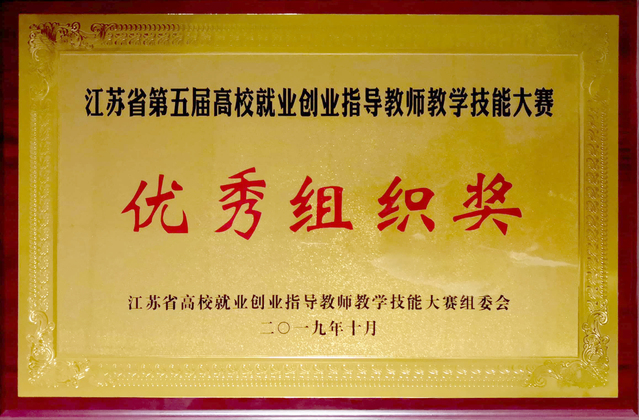 江苏省第五届高校就业创业指导教师教学技能大赛
优秀组织奖
江苏省高校就业创业指导教师教学技能大赛组委会
二〇一九年十月